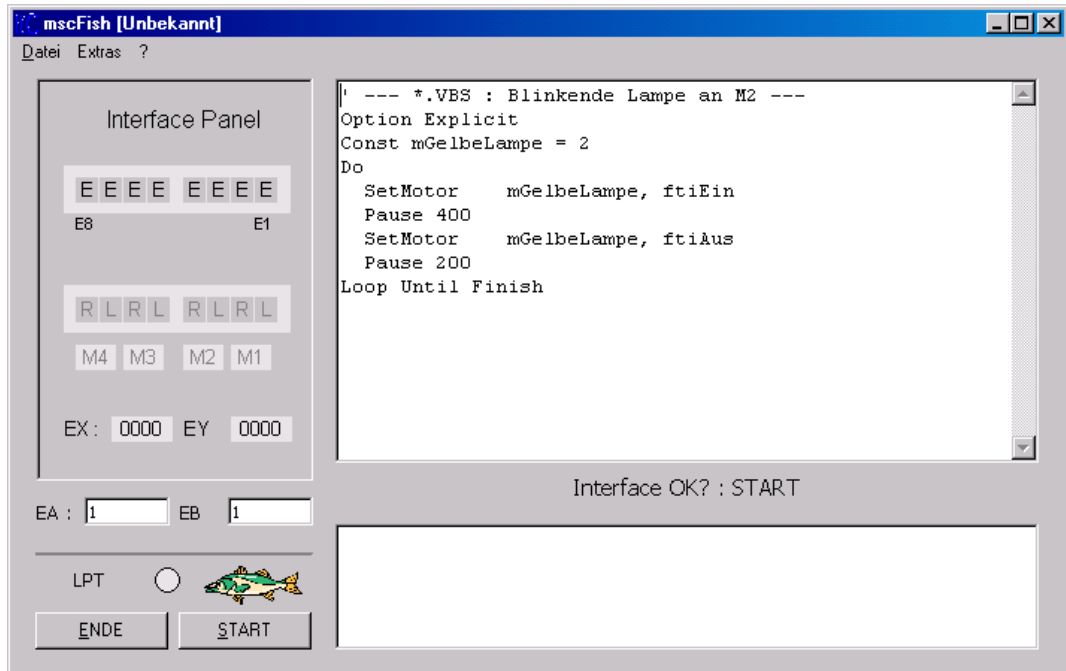 mscFish [Unbekannt]
Datei Extras ?
Interface Panel
E E E E E E E E
E8 E1
R L R L R L R L
M4 M3 M2 M1
EX : 0000 EY 0000
EA : 1 EB 1
LPT
ENDE START
' --- *.VBS : Blinkende Lampe an M2 ---
Option Explicit
Const mGelbeLampe = 2
Do
SetMotor mGelbeLampe, ftiEin
Pause 400
SetMotor mGelbeLampe, ftiAus
Pause 200
Loop Until Finish
Interface OK? : START